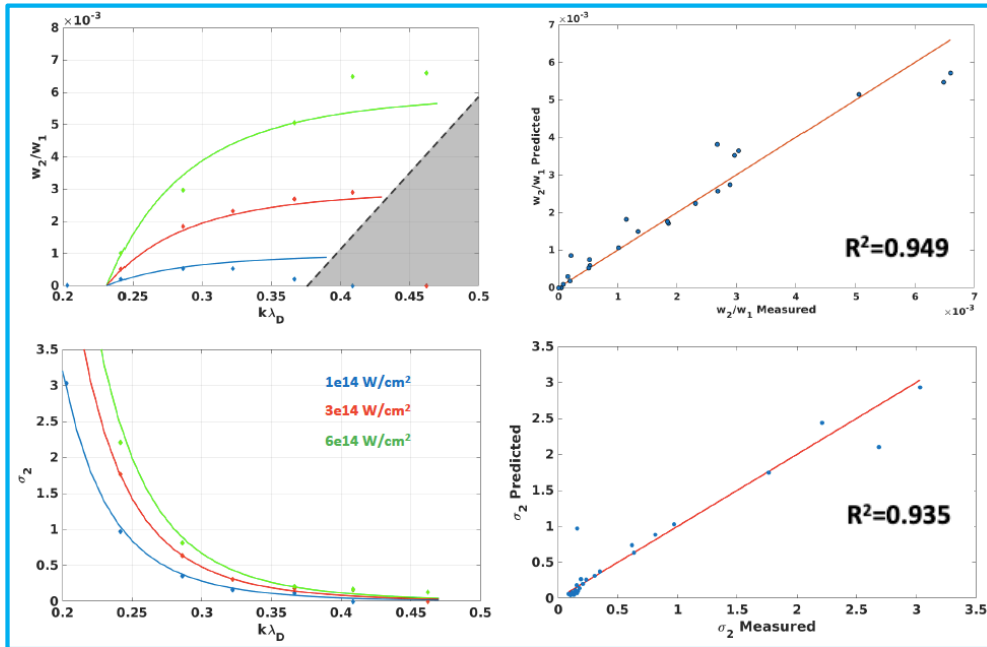 ×10⁻³
8
7
6
5
4
3
2
1
0
w₂/w₁
0.2 0.25 0.3 0.35 0.4 0.45 0.5
kλ_D
×10⁻³
7
6
5
4
3
2
1
0
w₂/w₁ Predicted
R²=0.949
0 1 2 3 4 5 6 7
w₂/w₁ Measured
×10⁻³
3.5
3
2.5
2
1.5
1
0.5
0
σ₂
1e14 W/cm²
3e14 W/cm²
6e14 W/cm²
0.2 0.25 0.3 0.35 0.4 0.45 0.5
kλ_D
3.5
3
2.5
2
1.5
1
0.5
0
σ₂ Predicted
R²=0.935
0 0.5 1 1.5 2 2.5 3 3.5
σ₂ Measured